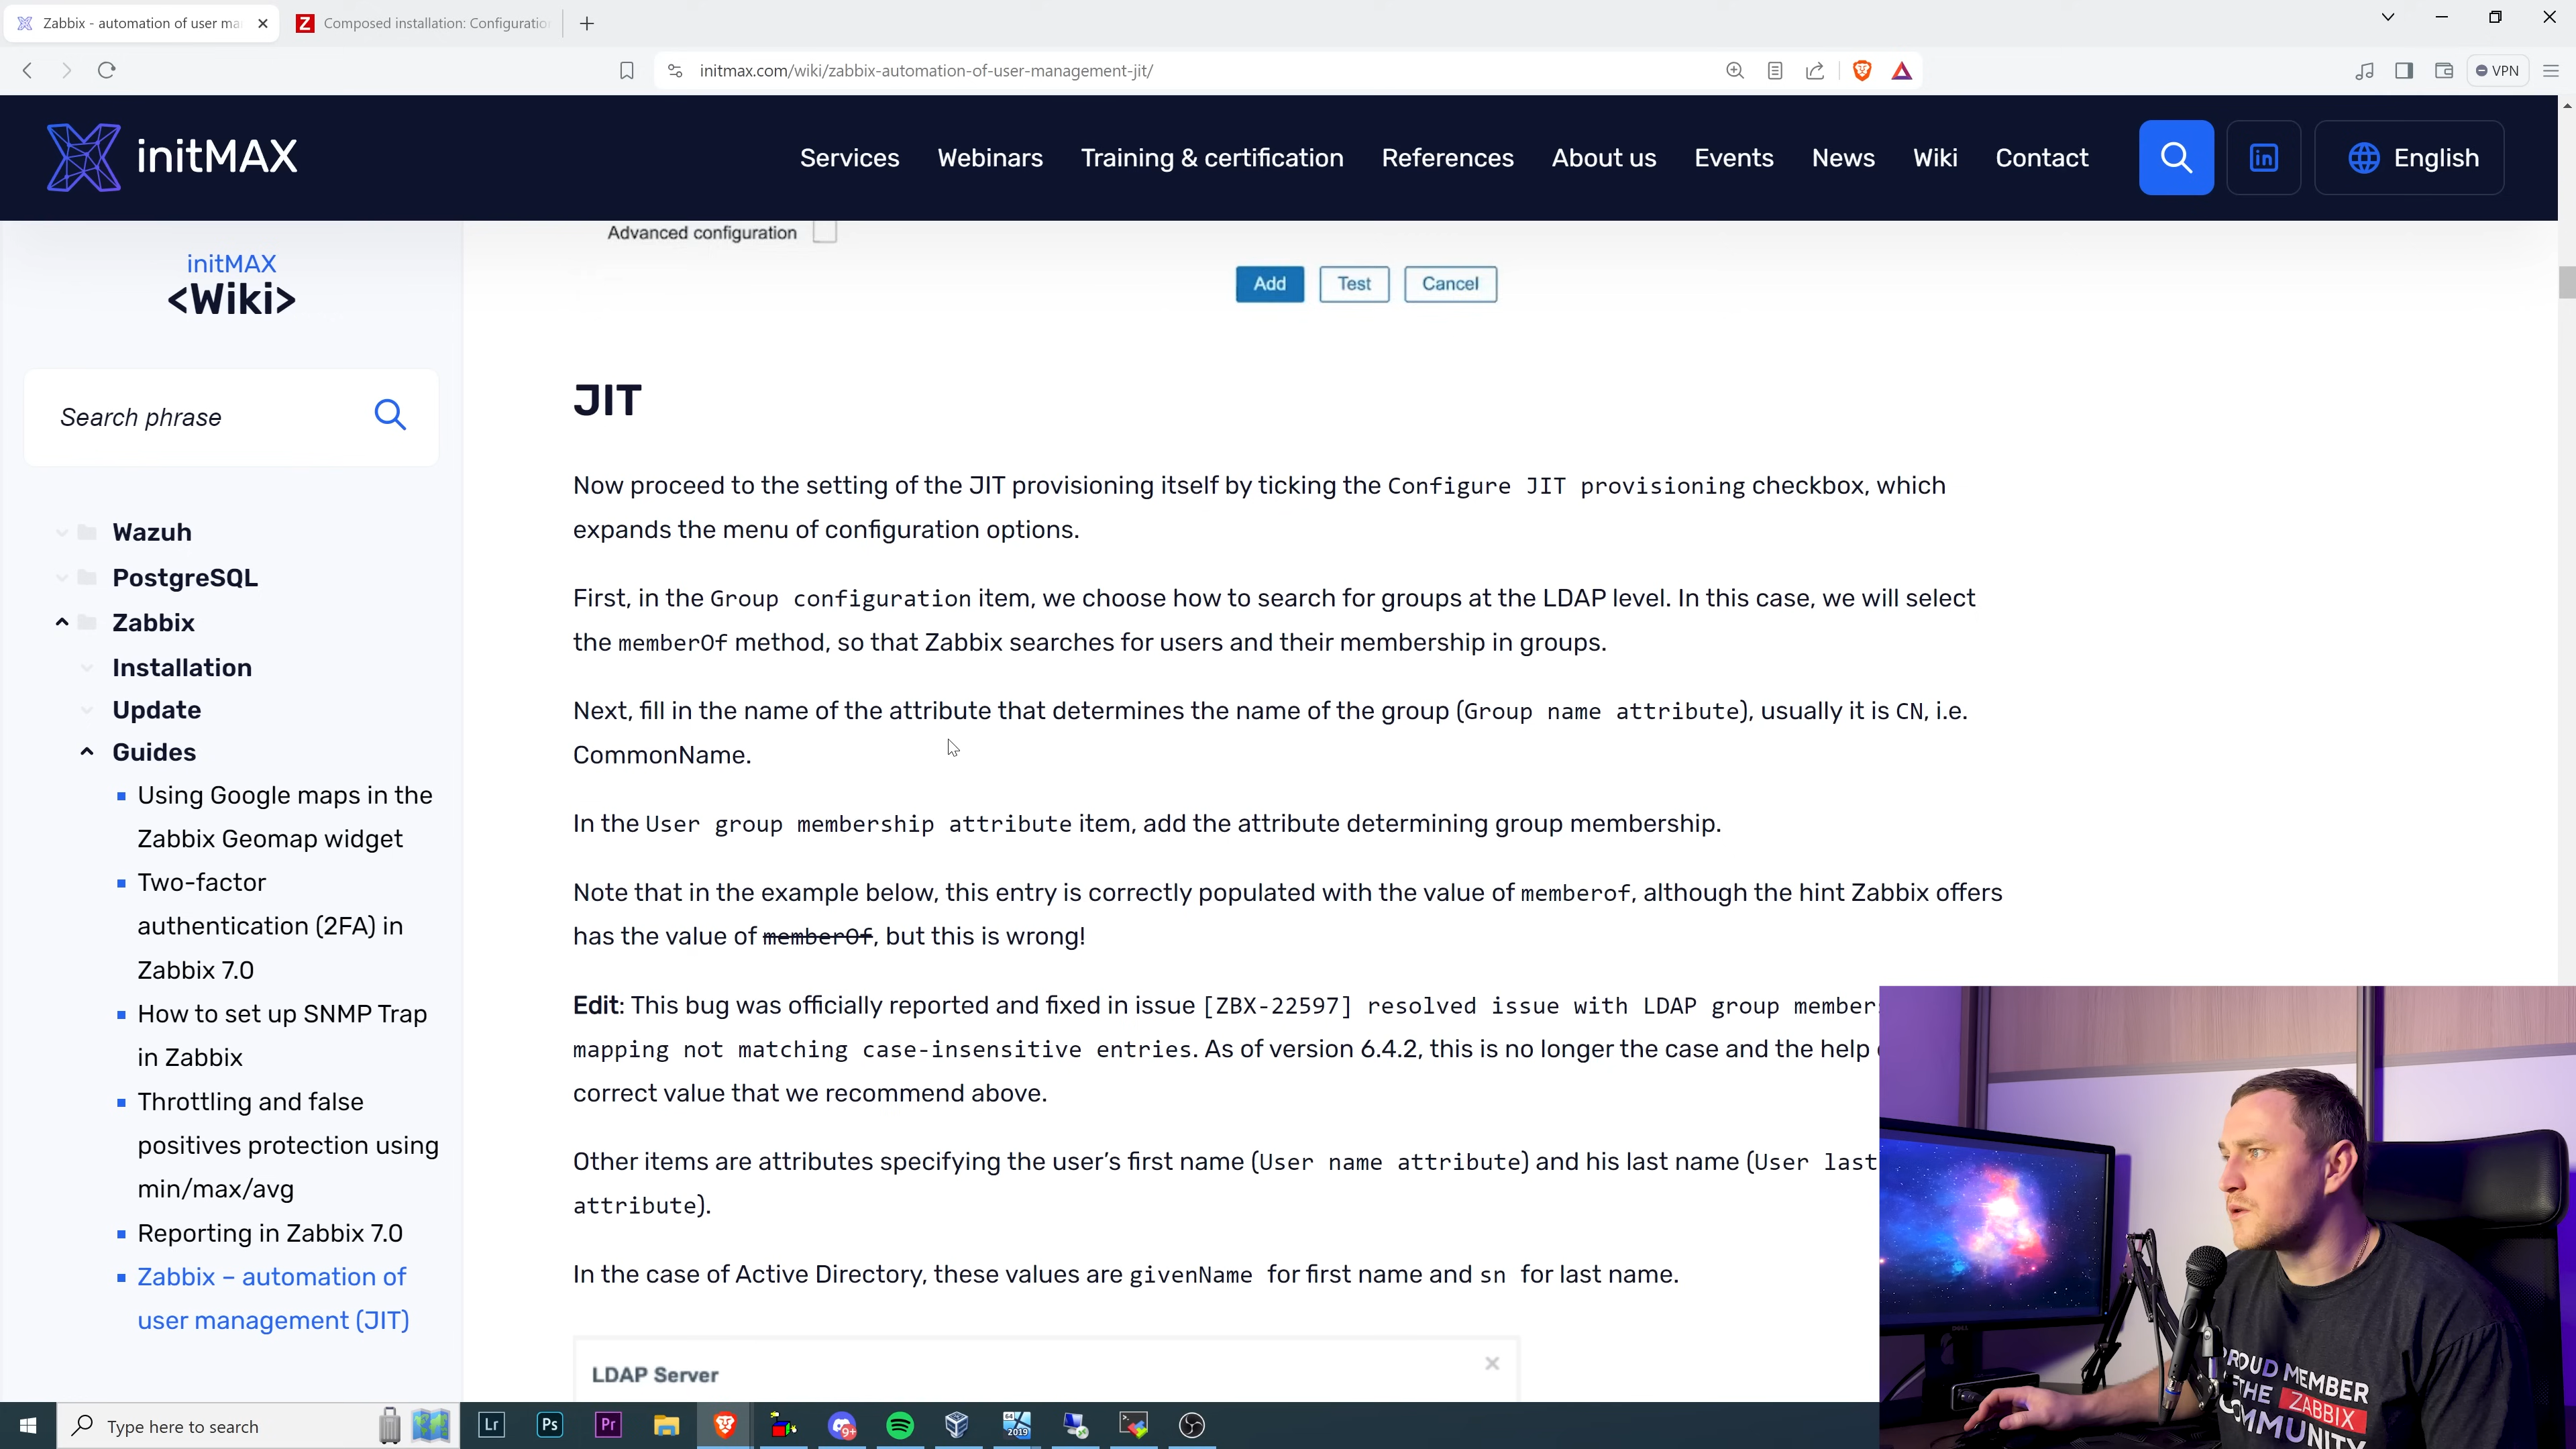 Zabbix - automation of user ma
Composed installation: Configuratio
initmax.com/wiki/zabbix-automation-of-user-management-jit/
VPN
initMAX
Services
Webinars
Training & certification
References
About us
Events
News
Wiki
Contact
English
Advanced configuration
Add
Test
Cancel
initMAX
<Wiki>
Search phrase
Wazuh
PostgreSQL
Zabbix
Installation
Update
Guides
Using Google maps in the
Zabbix Geomap widget
Two-factor
authentication (2FA) in
Zabbix 7.0
How to set up SNMP Trap
in Zabbix
Throttling and false
positives protection using
min/max/avg
Reporting in Zabbix 7.0
Zabbix – automation of
user management (JIT)
JIT
Now proceed to the setting of the JIT provisioning itself by ticking the Configure JIT provisioning checkbox, which
expands the menu of configuration options.
First, in the Group configuration item, we choose how to search for groups at the LDAP level. In this case, we will select
the memberOf method, so that Zabbix searches for users and their membership in groups.
Next, fill in the name of the attribute that determines the name of the group (Group name attribute), usually it is CN, i.e.
CommonName.
In the User group membership attribute item, add the attribute determining group membership.
Note that in the example below, this entry is correctly populated with the value of memberof, although the hint Zabbix offers
has the value of memberOf, but this is wrong!
Edit: This bug was officially reported and fixed in issue [ZBX-22597] resolved issue with LDAP group member
mapping not matching case-insensitive entries. As of version 6.4.2, this is no longer the case and the help
correct value that we recommend above.
Other items are attributes specifying the user's first name (User name attribute) and his last name (User last
attribute).
In the case of Active Directory, these values are givenName for first name and sn for last name.
LDAP Server
PROUD MEMBER
OF THE ZABBIX
COMMUNITY
Type here to search
Lr
Ps
Pr
9+
64
2019